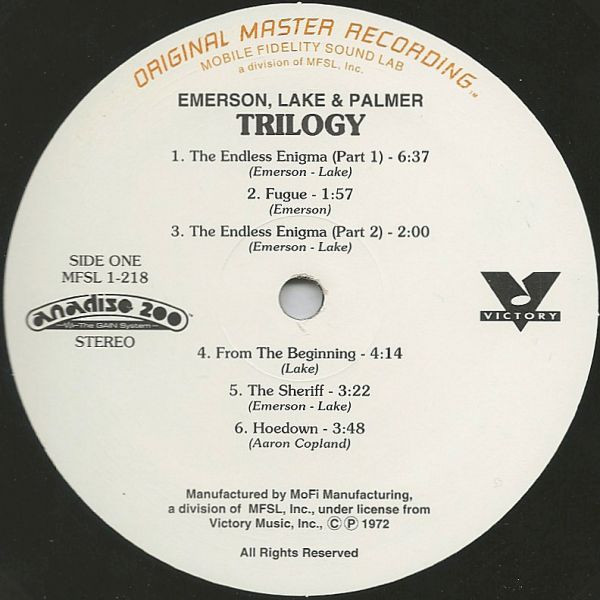 ORIGINAL MASTER RECORDING™
MOBILE FIDELITY SOUND LAB
a division of MFSL, Inc.
EMERSON, LAKE & PALMER
TRILOGY
1. The Endless Enigma (Part 1) - 6:37
(Emerson - Lake)
2. Fugue - 1:57
(Emerson)
3. The Endless Enigma (Part 2) - 2:00
(Emerson - Lake)
SIDE ONE
MFSL 1-218
anadisc 200™
—Via—The GAIN System—
STEREO
VICTORY
4. From The Beginning - 4:14
(Lake)
5. The Sheriff - 3:22
(Emerson - Lake)
6. Hoedown - 3:48
(Aaron Copland)
Manufactured by MoFi Manufacturing,
a division of MFSL, Inc., under license from
Victory Music, Inc., Ⓒ Ⓟ 1972
All Rights Reserved